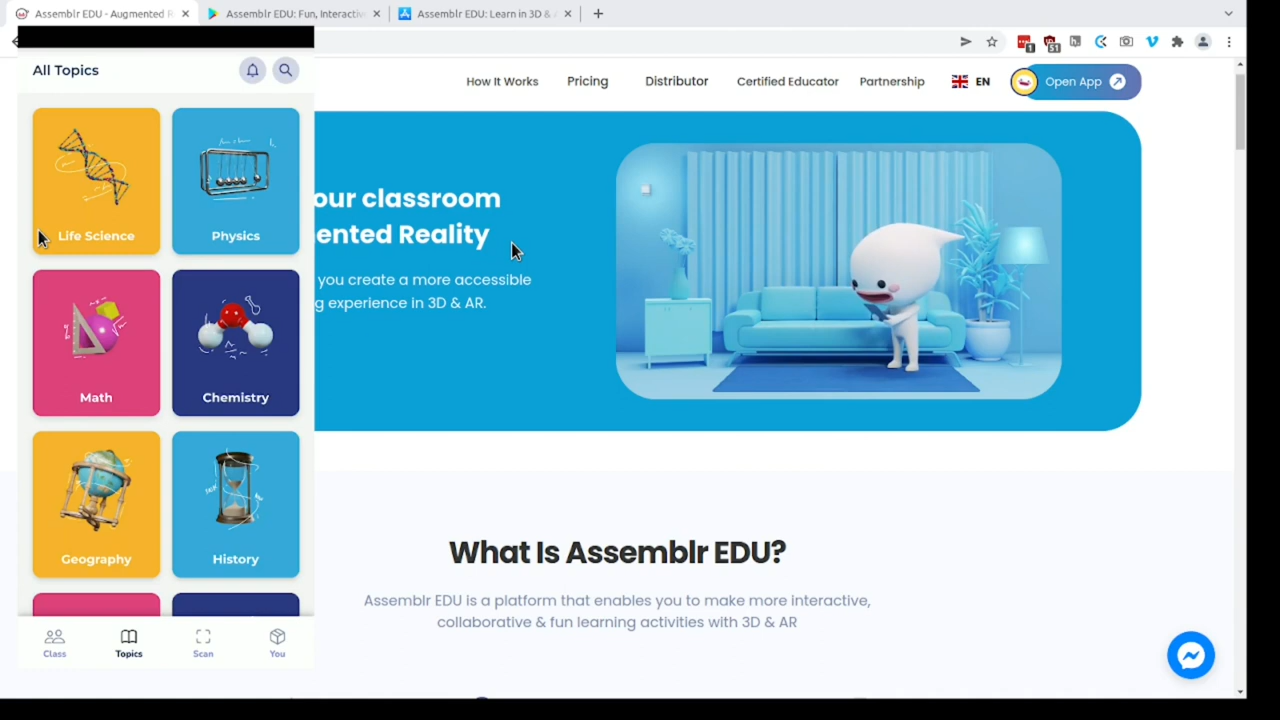 Assemblr EDU - Augmented R
Assemblr EDU: Fun, Interactiv
Assemblr EDU: Learn in 3D &
1
51
All Topics
How It Works
Pricing
Distributor
Certified Educator
Partnership
EN
Open App
Life Science
Physics
our classroom
ented Reality
you create a more accessible
g experience in 3D & AR.
Math
Chemistry
Geography
History
What Is Assemblr EDU?
Assemblr EDU is a platform that enables you to make more interactive,
collaborative & fun learning activities with 3D & AR
Class
Topics
Scan
You